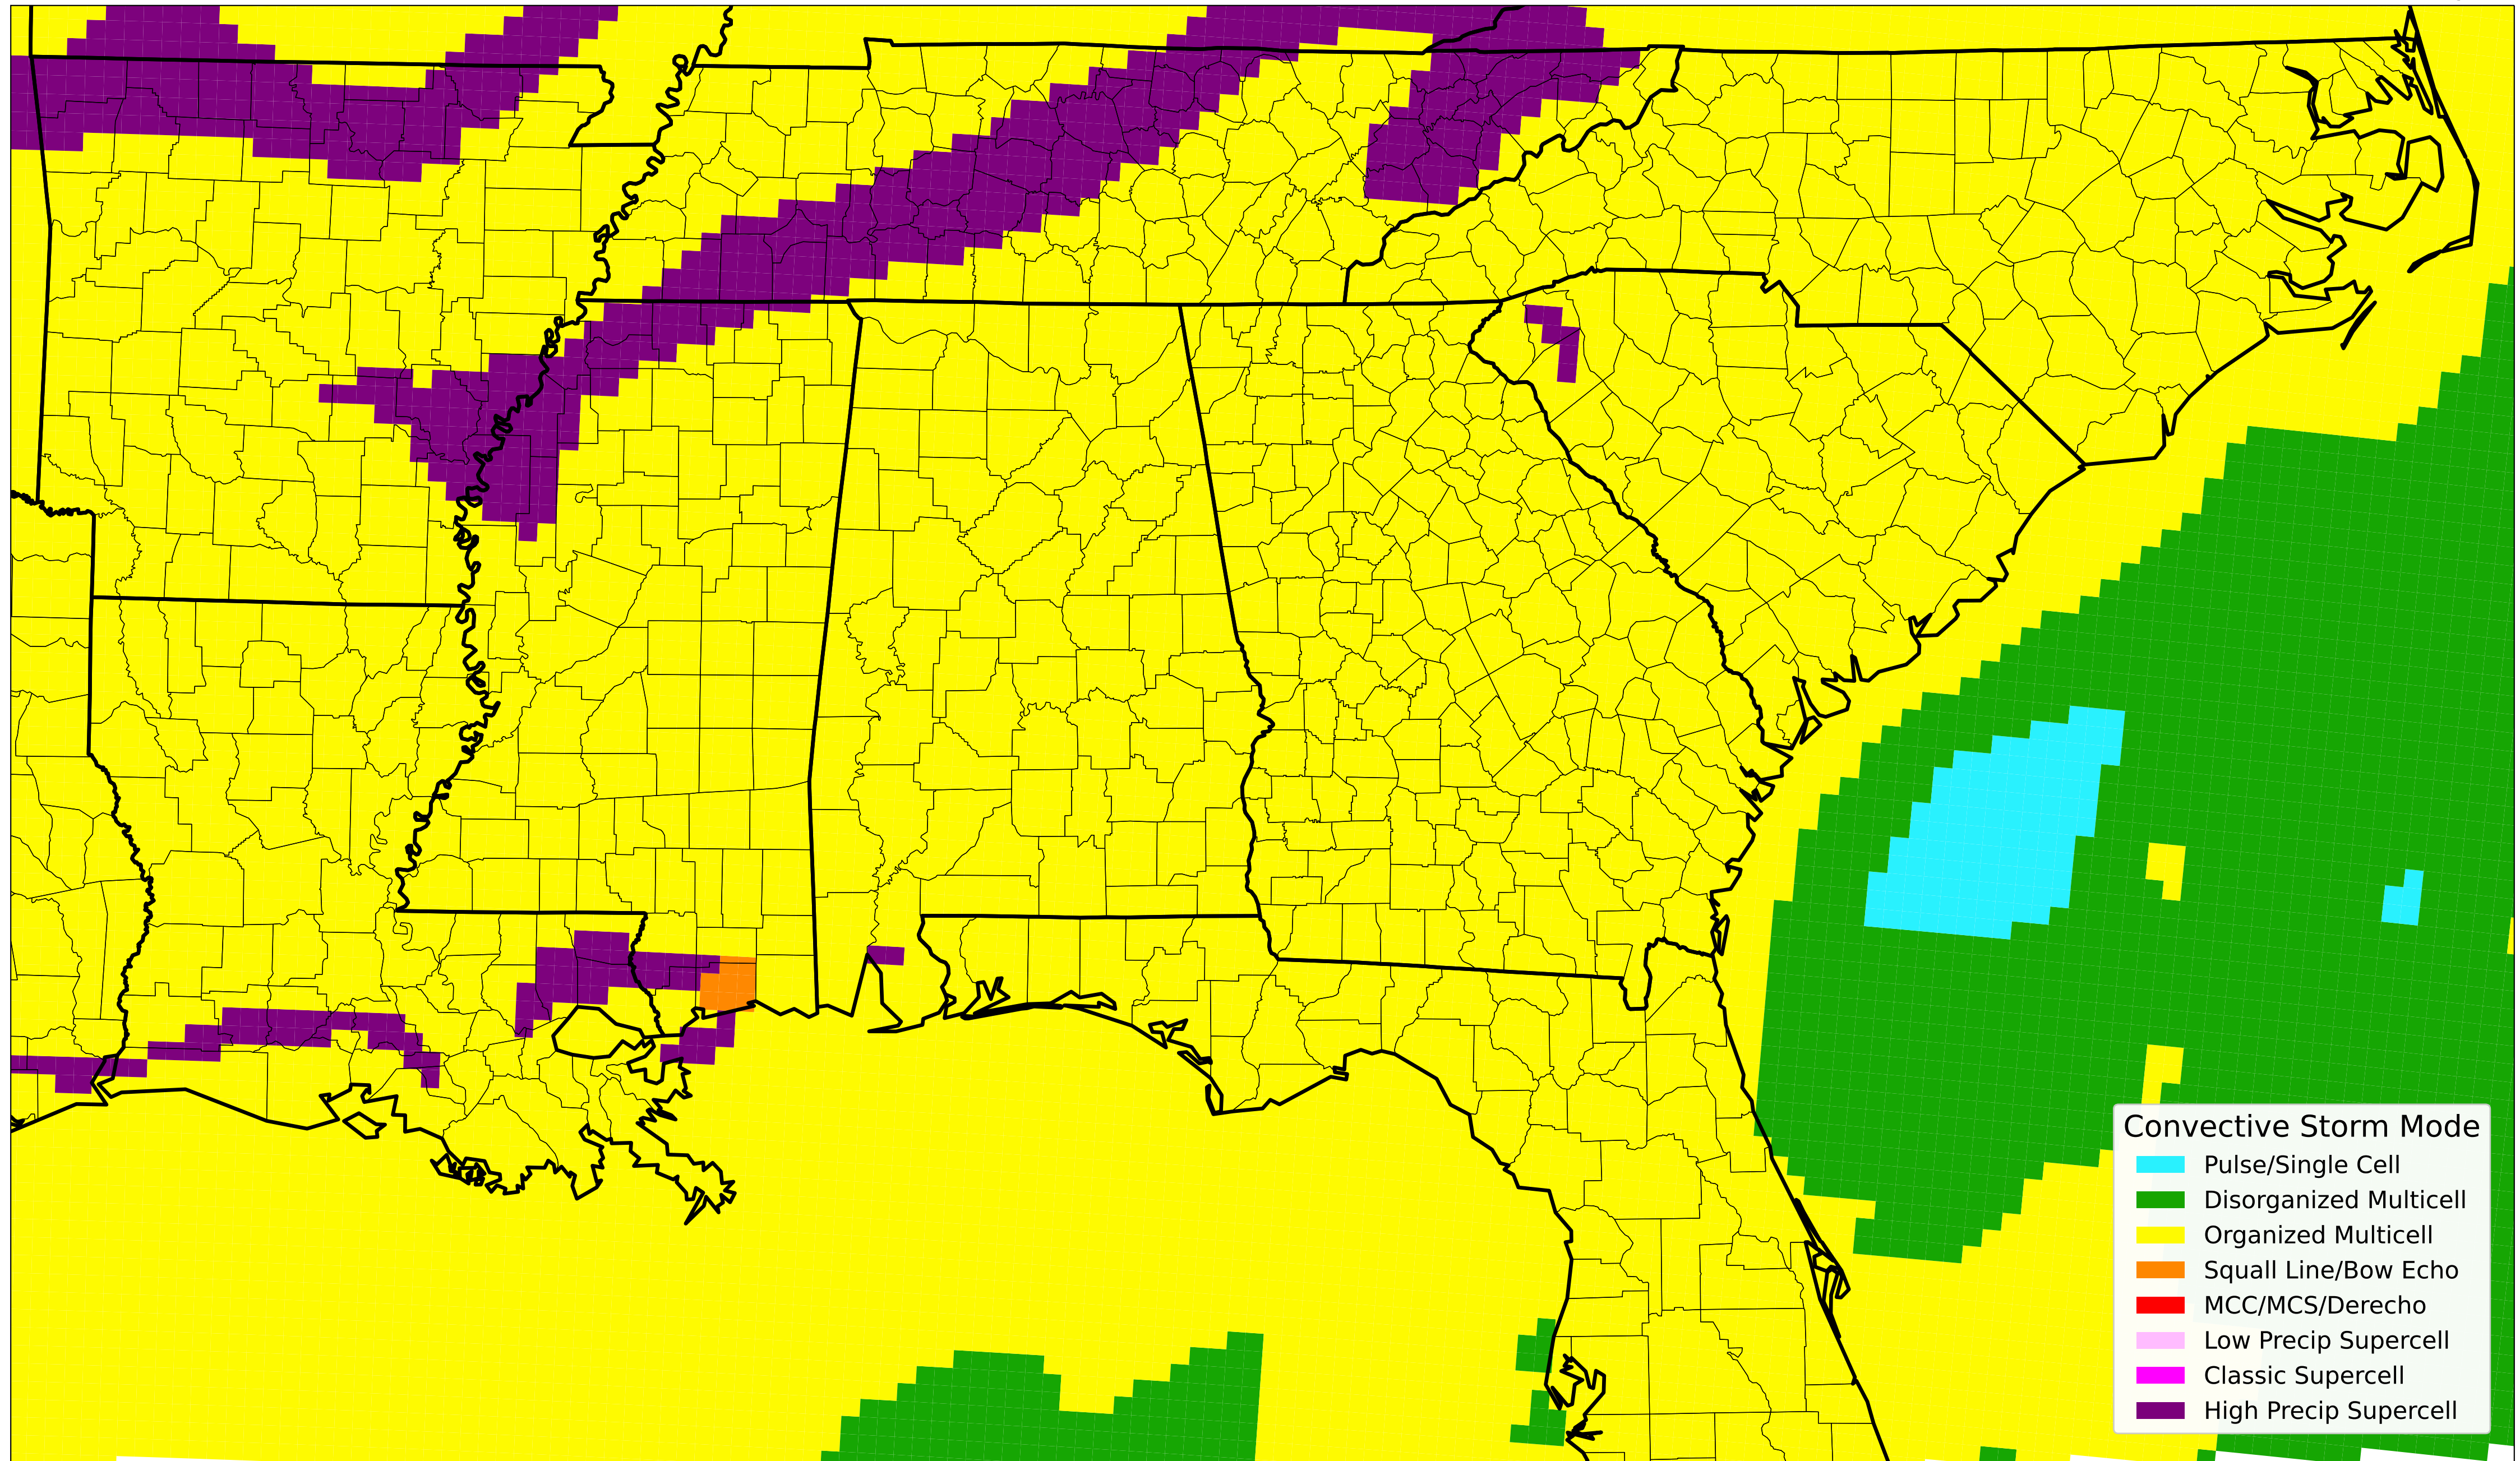 Convective Storm Mode
Pulse/Single Cell
Disorganized Multicell
Organized Multicell
Squall Line/Bow Echo
MCC/MCS/Derecho
Low Precip Supercell
Classic Supercell
High Precip Supercell